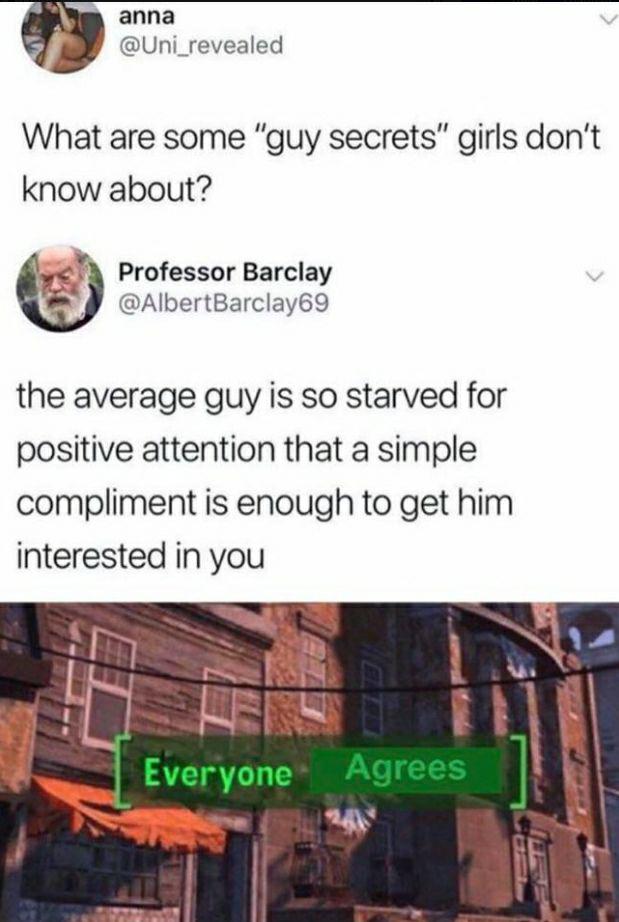 anna
@Uni_revealed
What are some "guy secrets" girls don't
know about?
Professor Barclay
@AlbertBarclay69
the average guy is so starved for
positive attention that a simple
compliment is enough to get him
interested in you
[Everyone Agrees]